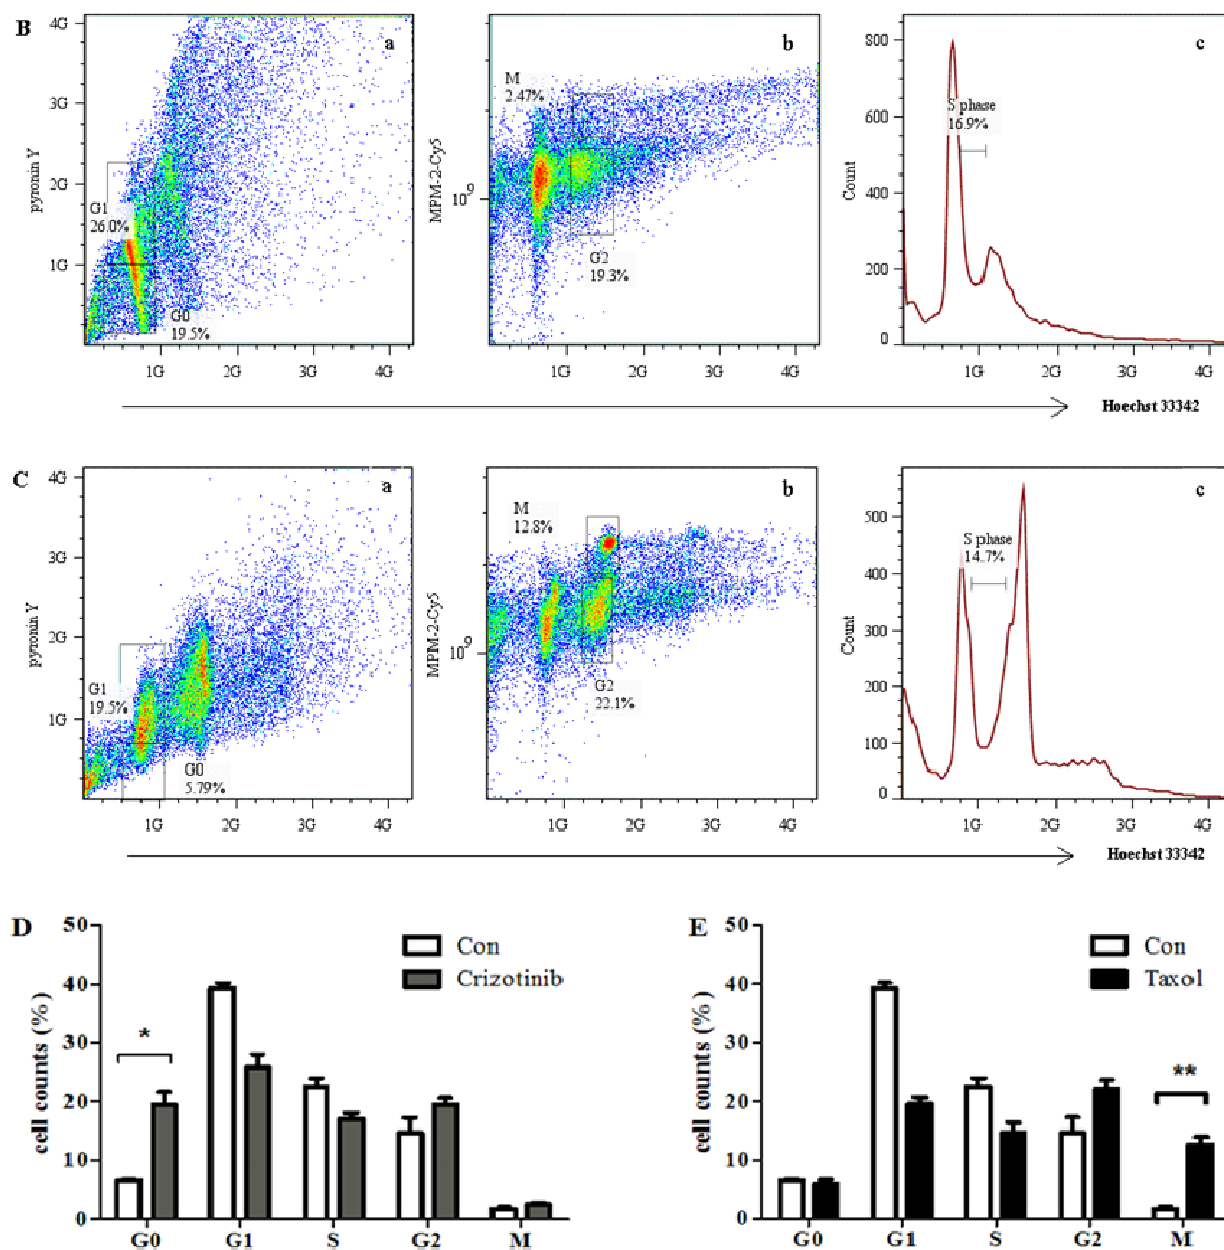 B
a
b
c
4G
3G
2G
1G
pyronin Y
G1
26.0%
G0
19.5%
1G 2G 3G 4G
MPM-2-Cy5
10^9
M
2.47%
G2
19.3%
1G 2G 3G 4G
Count
800
600
400
200
0
S phase
16.9%
1G 2G 3G 4G
Hoechst 33342
C
a
b
c
4G
3G
2G
1G
pyronin Y
G1
19.5%
G0
5.79%
1G 2G 3G 4G
MPM-2-Cy5
10^9
M
12.8%
G2
22.1%
1G 2G 3G 4G
Count
500
400
300
200
100
0
S phase
14.7%
1G 2G 3G 4G
Hoechst 33342
D
cell counts (%)
50
40
30
20
10
0
Con
Crizotinib
*
G0 G1 S G2 M
E
cell counts (%)
50
40
30
20
10
0
Con
Taxol
**
G0 G1 S G2 M